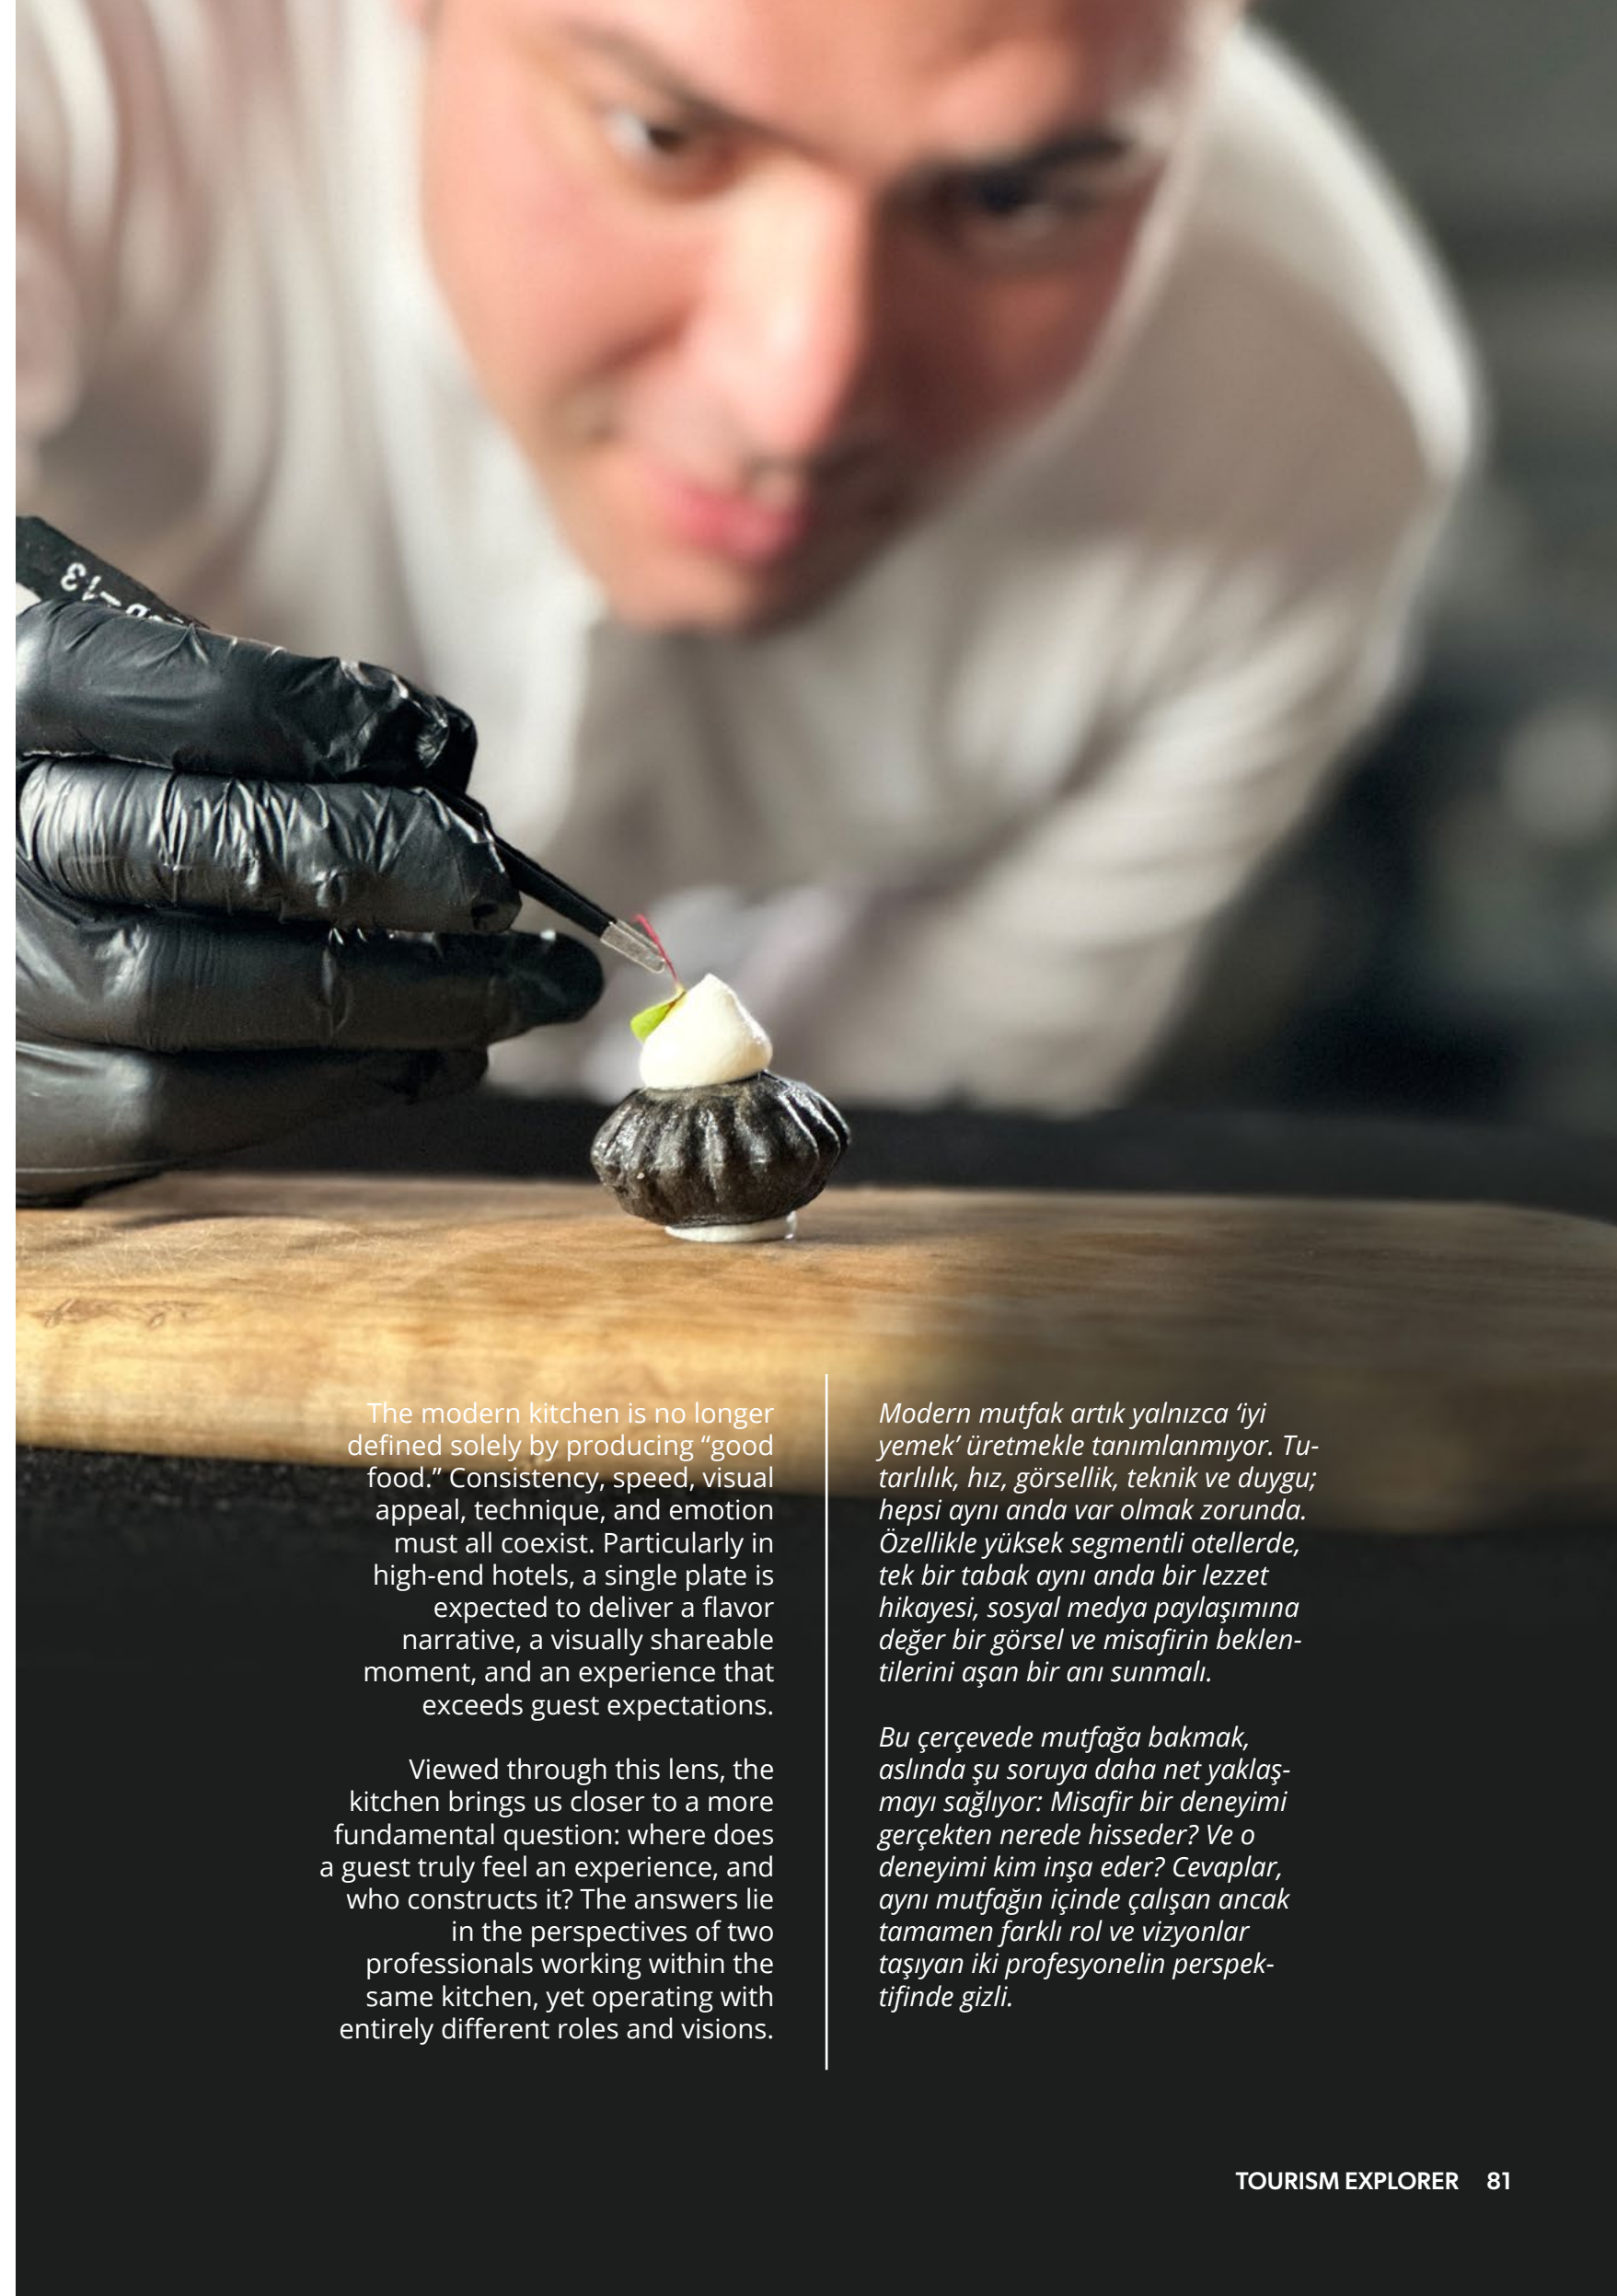 The modern kitchen is no longer
defined solely by producing “good
food.” Consistency, speed, visual
appeal, technique, and emotion
must all coexist. Particularly in
high-end hotels, a single plate is
expected to deliver a flavor
narrative, a visually shareable
moment, and an experience that
exceeds guest expectations.
Viewed through this lens, the
kitchen brings us closer to a more
fundamental question: where does
a guest truly feel an experience, and
who constructs it? The answers lie
in the perspectives of two
professionals working within the
same kitchen, yet operating with
entirely different roles and visions.
Modern mutfak artık yalnızca ‘iyi
yemek’ üretmekle tanımlanmıyor. Tu-
tarlılık, hız, görsellik, teknik ve duygu;
hepsi aynı anda var olmak zorunda.
Özellikle yüksek segmentli otellerde,
tek bir tabak aynı anda bir lezzet
hikayesi, sosyal medya paylaşımına
değer bir görsel ve misafirin beklen-
tilerini aşan bir anı sunmalı.
Bu çerçevede mutfağa bakmak,
aslında şu soruya daha net yaklaş-
mayı sağlıyor: Misafir bir deneyimi
gerçekten nerede hisseder? Ve o
deneyimi kim inşa eder? Cevaplar,
aynı mutfağın içinde çalışan ancak
tamamen farklı rol ve vizyonlar
taşıyan iki profesyonelin perspek-
tifinde gizli.
TOURISM EXPLORER 81